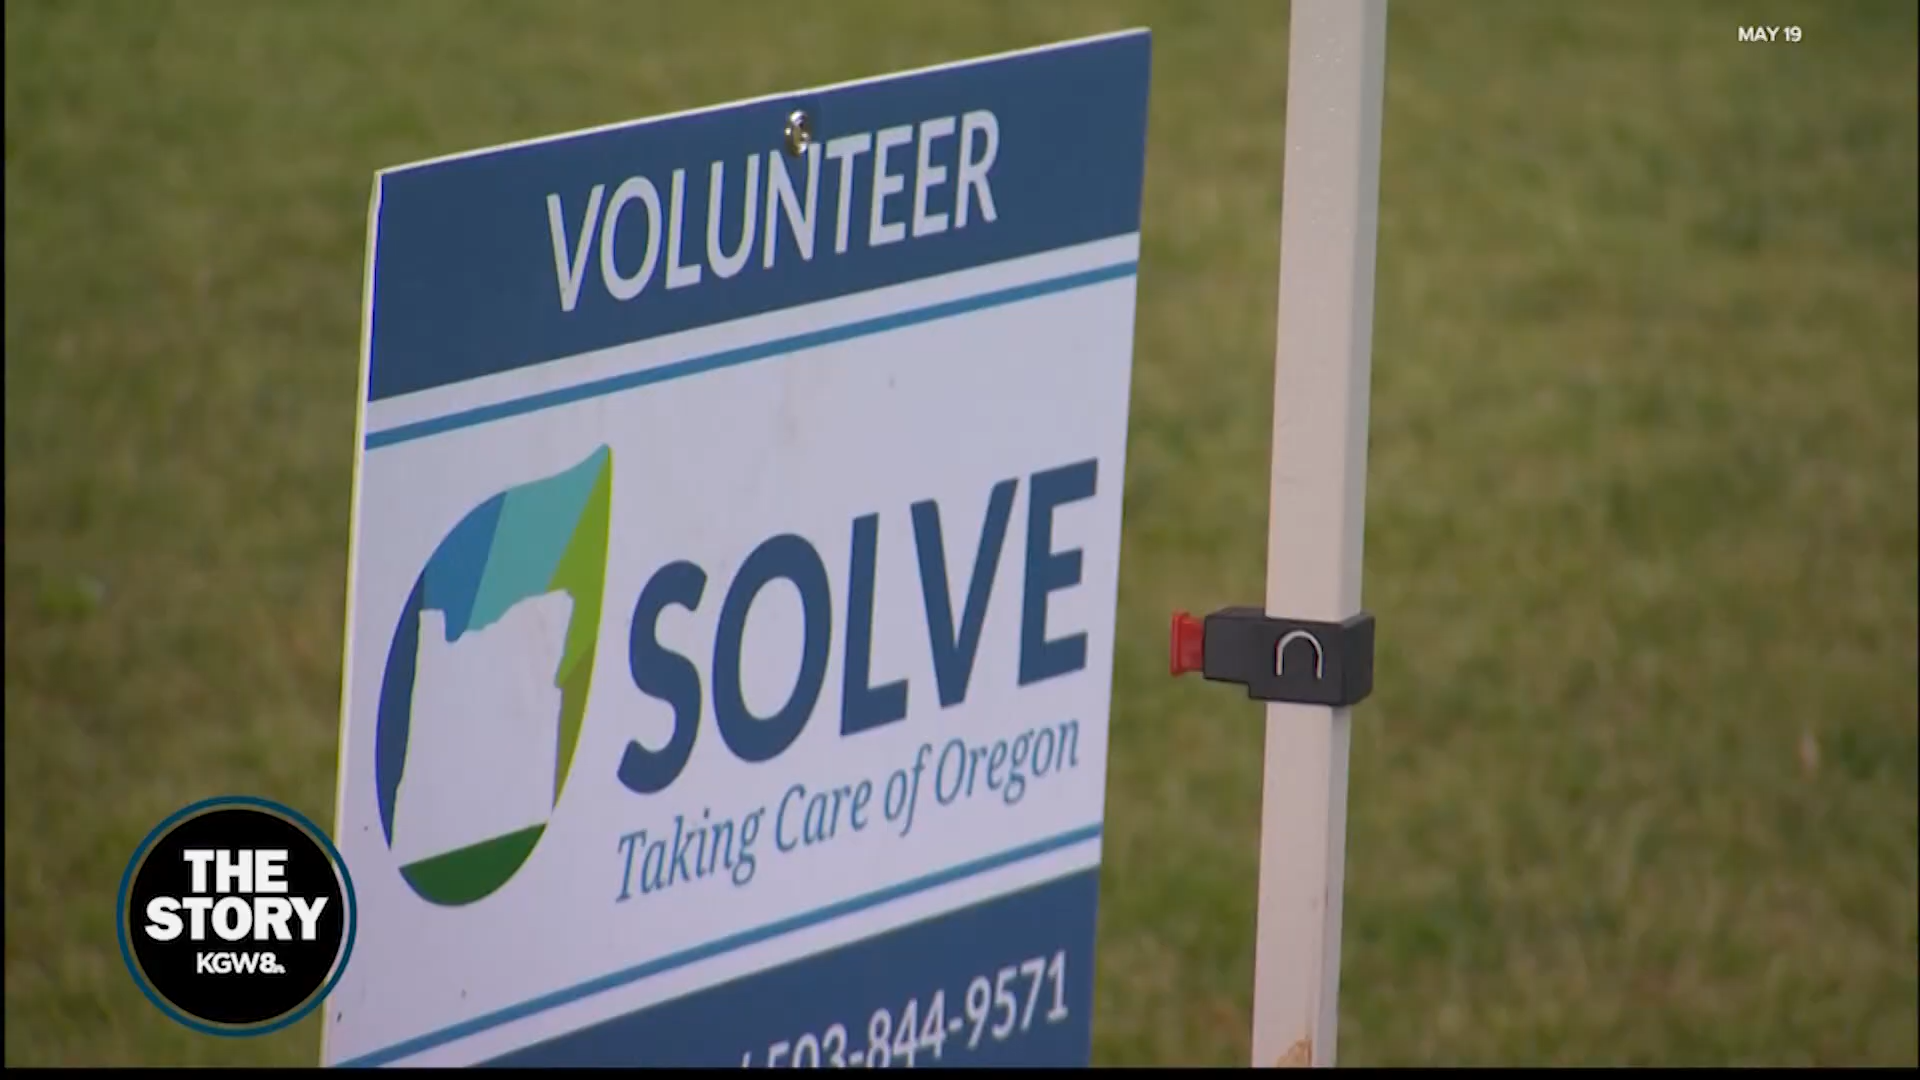 MAY 19
VOLUNTEER
SOLVE
Taking Care of Oregon
503-844-9571
THE
STORY
KGW8